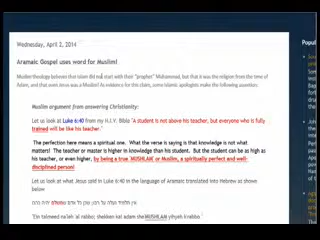 Wednesday, April 2, 2014
Aramaic Gospel uses word for Muslim!
Muslim theology believes that Islam did not start with their "prophet" Mohammad, but that it was the religion from the time of
Adam, and that even Jesus was a Muslim! As evidence for this claim, some Islamic apologists make the following assertion:
Muslim argument from answering Christianity:
Let us look at Luke 6:40 from my N.I.V. Bible "A student is not above his teacher, but everyone who is fully
trained will be like his teacher."
The perfection here means a spiritual one. What the verse is saying that is knowledge is not what
matters! The teacher or master is higher in knowledge than his student. But the student can be as high as
his teacher, or even higher, by being a true MUSHLAM or Muslim, a spiritually perfect and well-
disciplined person!
Let us look at what Jesus said in Luke 6:40 in the language of Aramaic translated into Hebrew as shown
below
'Ein talmeed na'alh 'al rabbo; shekken kal adam she'MUSHLAM yihyeh k'rabbo
Popul